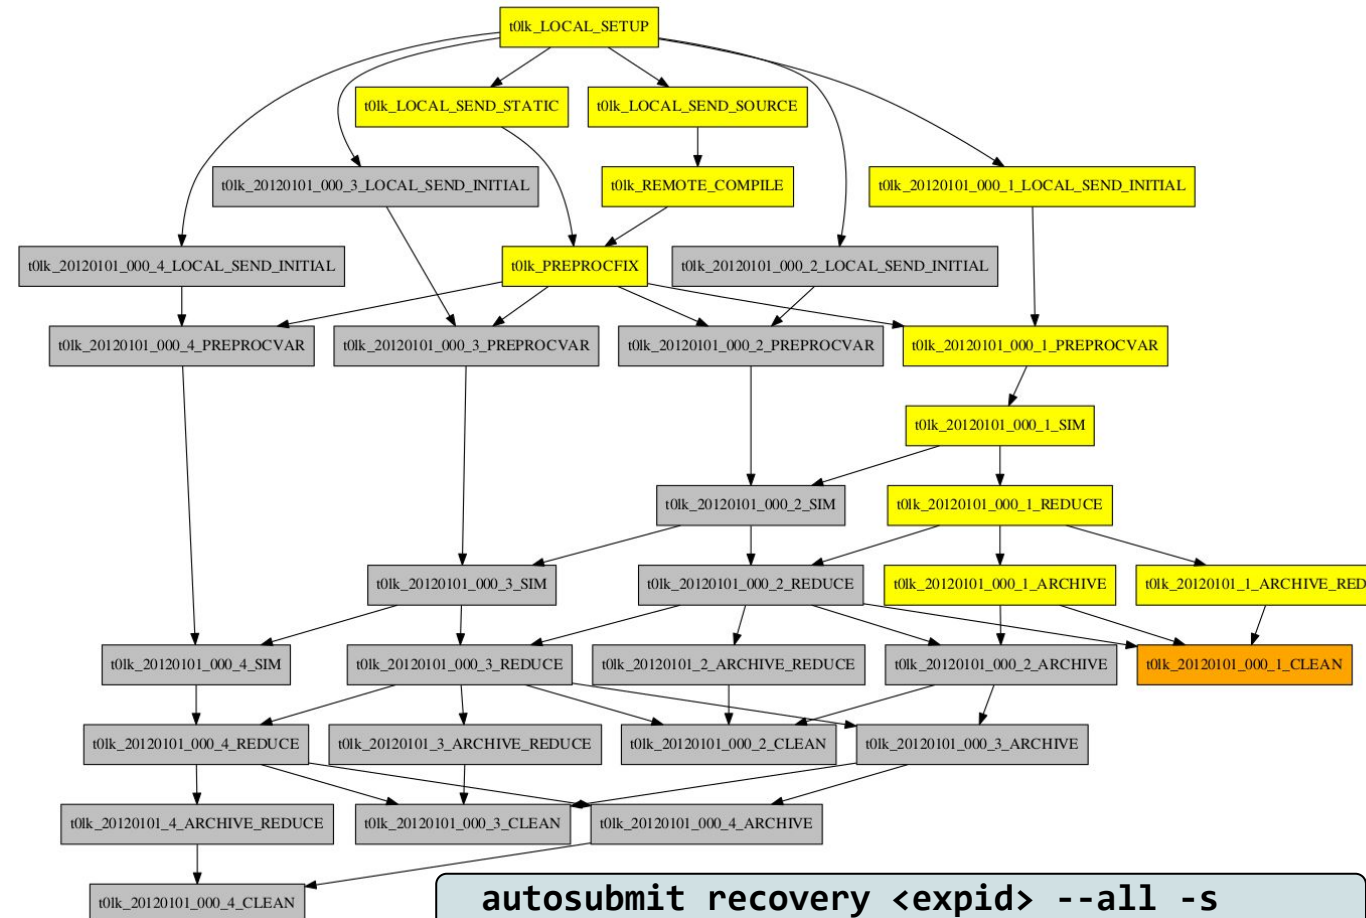 t0lk_LOCAL_SETUP
t0lk_LOCAL_SEND_STATIC
t0lk_LOCAL_SEND_SOURCE
t0lk_20120101_000_3_LOCAL_SEND_INITIAL
t0lk_REMOTE_COMPILE
t0lk_20120101_000_1_LOCAL_SEND_INITIAL
t0lk_20120101_000_4_LOCAL_SEND_INITIAL
t0lk_PREPROCFIX
t0lk_20120101_000_2_LOCAL_SEND_INITIAL
t0lk_20120101_000_4_PREPROCVAR
t0lk_20120101_000_3_PREPROCVAR
t0lk_20120101_000_2_PREPROCVAR
t0lk_20120101_000_1_PREPROCVAR
t0lk_20120101_000_1_SIM
t0lk_20120101_000_2_SIM
t0lk_20120101_000_1_REDUCE
t0lk_20120101_000_3_SIM
t0lk_20120101_000_2_REDUCE
t0lk_20120101_000_1_ARCHIVE
t0lk_20120101_1_ARCHIVE_RED
t0lk_20120101_000_4_SIM
t0lk_20120101_000_3_REDUCE
t0lk_20120101_2_ARCHIVE_REDUCE
t0lk_20120101_000_2_ARCHIVE
t0lk_20120101_000_1_CLEAN
t0lk_20120101_000_4_REDUCE
t0lk_20120101_3_ARCHIVE_REDUCE
t0lk_20120101_000_2_CLEAN
t0lk_20120101_000_3_ARCHIVE
t0lk_20120101_4_ARCHIVE_REDUCE
t0lk_20120101_000_3_CLEAN
t0lk_20120101_000_4_ARCHIVE
t0lk_20120101_000_4_CLEAN
autosubmit recovery <expid> --all -s